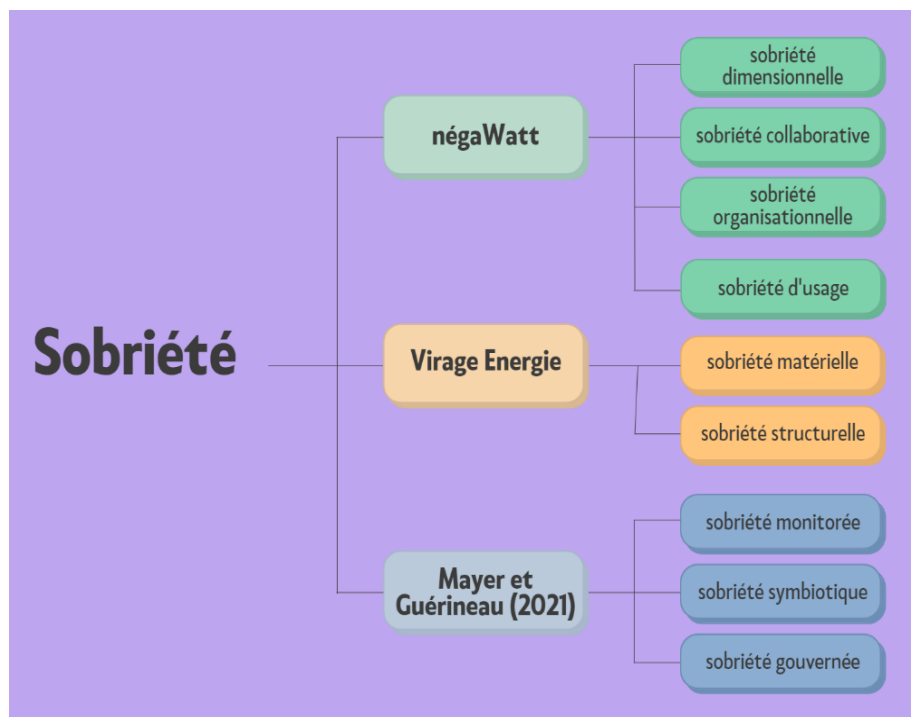 Sobriété
négaWatt
sobriété
dimensionnelle
sobriété collaborative
sobriété
organisationnelle
sobriété d'usage
Virage Energie
sobriété matérielle
sobriété structurelle
Mayer et
Guérineau (2021)
sobriété monitorée
sobriété symbiotique
sobriété gouvernée